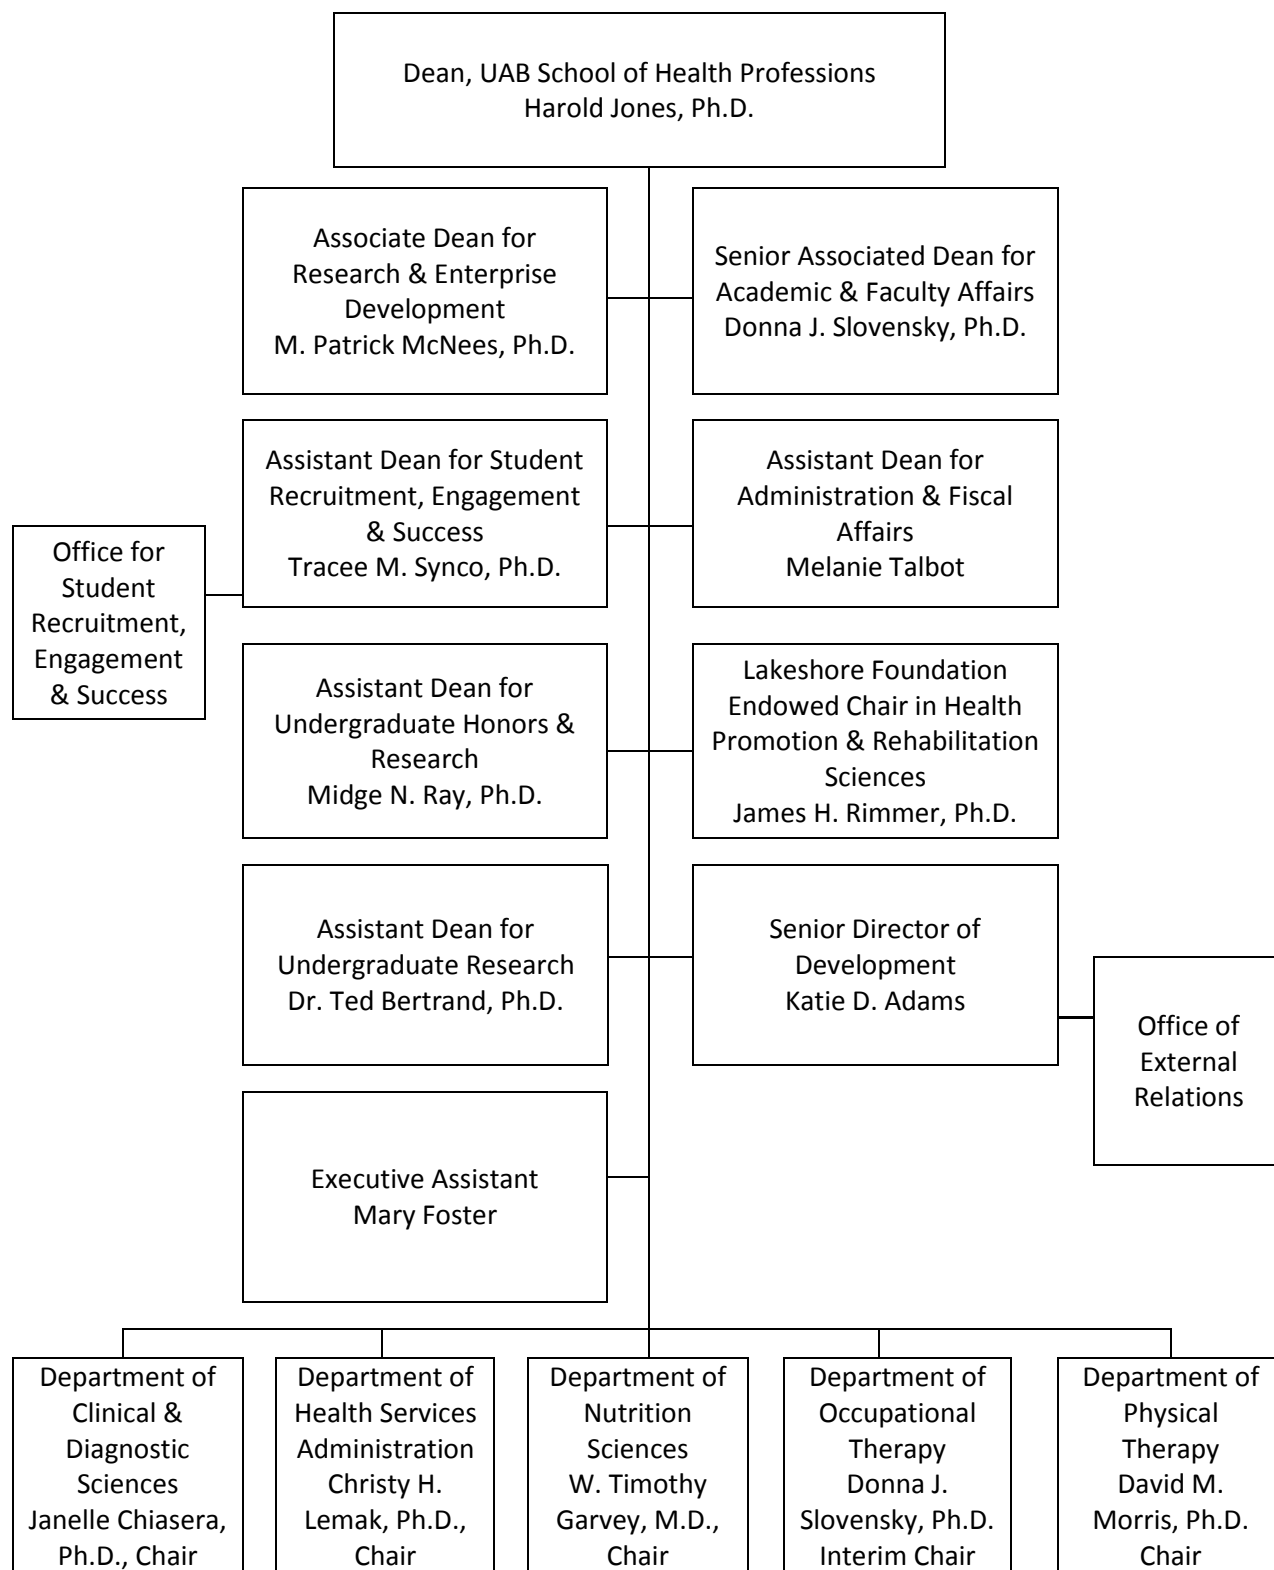 Dean, UAB School of Health Professions
Harold Jones, Ph.D.
Associate Dean for
Research & Enterprise
Development
M. Patrick McNees, Ph.D.
Senior Associated Dean for
Academic & Faculty Affairs
Donna J. Slovensky, Ph.D.
Assistant Dean for Student
Recruitment, Engagement
& Success
Tracee M. Synco, Ph.D.
Assistant Dean for
Administration & Fiscal
Affairs
Melanie Talbot
Office for
Student
Recruitment,
Engagement
& Success
Assistant Dean for
Undergraduate Honors &
Research
Midge N. Ray, Ph.D.
Lakeshore Foundation
Endowed Chair in Health
Promotion & Rehabilitation
Sciences
James H. Rimmer, Ph.D.
Assistant Dean for
Undergraduate Research
Dr. Ted Bertrand, Ph.D.
Senior Director of
Development
Katie D. Adams
Office of
External
Relations
Executive Assistant
Mary Foster
Department of
Clinical &
Diagnostic
Sciences
Janelle Chiasera,
Ph.D., Chair
Department of
Health Services
Administration
Christy H.
Lemak, Ph.D.,
Chair
Department of
Nutrition
Sciences
W. Timothy
Garvey, M.D.,
Chair
Department of
Occupational
Therapy
Donna J.
Slovensky, Ph.D.
Interim Chair
Department of
Physical
Therapy
David M.
Morris, Ph.D.
Chair